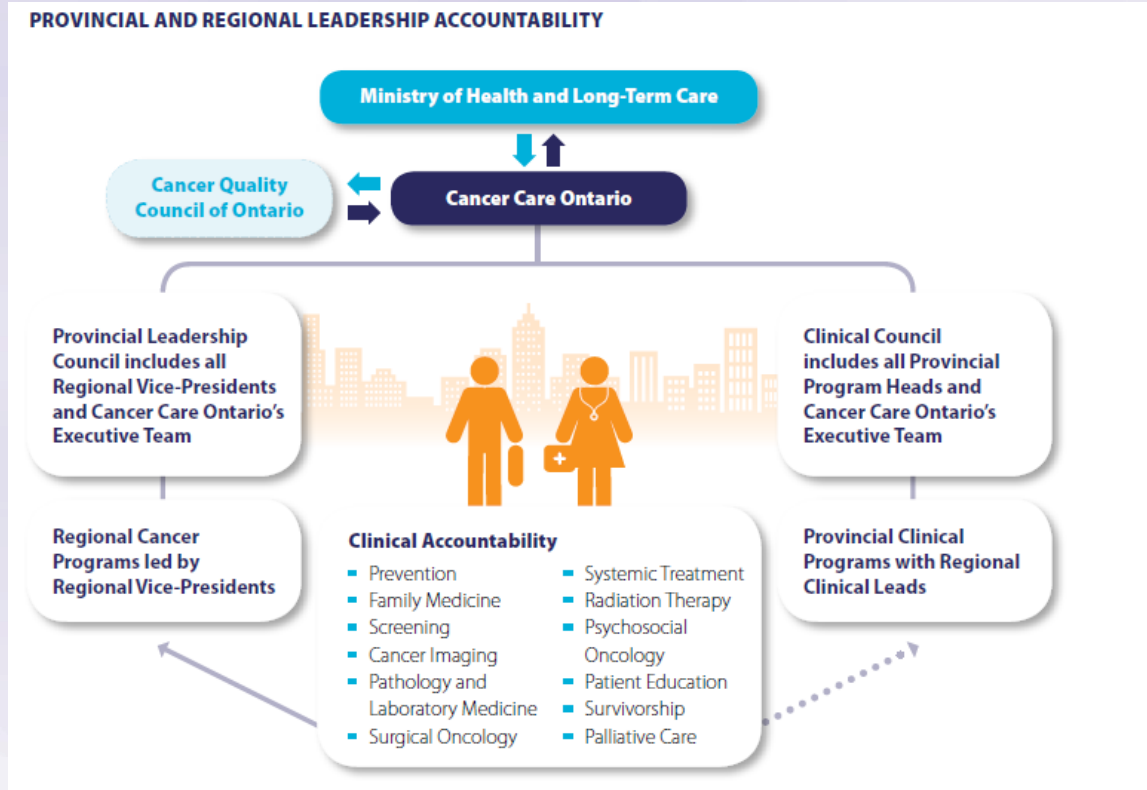 PROVINCIAL AND REGIONAL LEADERSHIP ACCOUNTABILITY
Ministry of Health and Long-Term Care
Cancer Quality
Council of Ontario
Cancer Care Ontario
Provincial Leadership
Council includes all
Regional Vice-Presidents
and Cancer Care Ontario's
Executive Team
Clinical Council
includes all Provincial
Program Heads and
Cancer Care Ontario's
Executive Team
Regional Cancer
Programs led by
Regional Vice-Presidents
Clinical Accountability
Prevention
Family Medicine
Screening
Cancer Imaging
Pathology and
Laboratory Medicine
Surgical Oncology
Systemic Treatment
Radiation Therapy
Psychosocial
Oncology
Patient Education
Survivorship
Palliative Care
Provincial Clinical
Programs with Regional
Clinical Leads